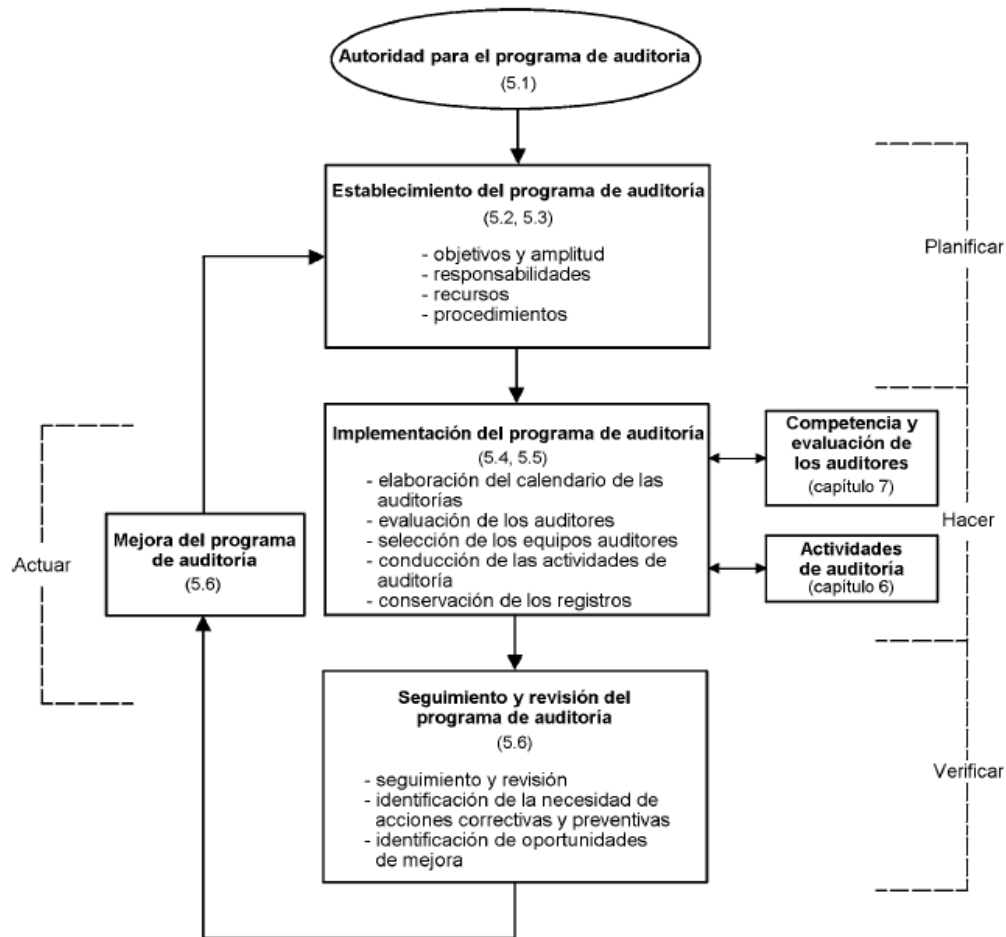 Autoridad para el programa de auditoria
(5.1)
Establecimiento del programa de auditoría
(5.2, 5.3)
- objetivos y amplitud
- responsabilidades
- recursos
- procedimientos
Planificar
Implementación del programa de auditoría
(5.4, 5.5)
- elaboración del calendario de las
auditorías
- evaluación de los auditores
- selección de los equipos auditores
- conducción de las actividades de
auditoría
- conservación de los registros
Competencia y
evaluación de
los auditores
(capítulo 7)
Hacer
Actividades
de auditoría
(capítulo 6)
Mejora del programa
de auditoría
(5.6)
Actuar
Seguimiento y revisión del
programa de auditoría
(5.6)
- seguimiento y revisión
- identificación de la necesidad de
acciones correctivas y preventivas
- identificación de oportunidades
de mejora
Verificar